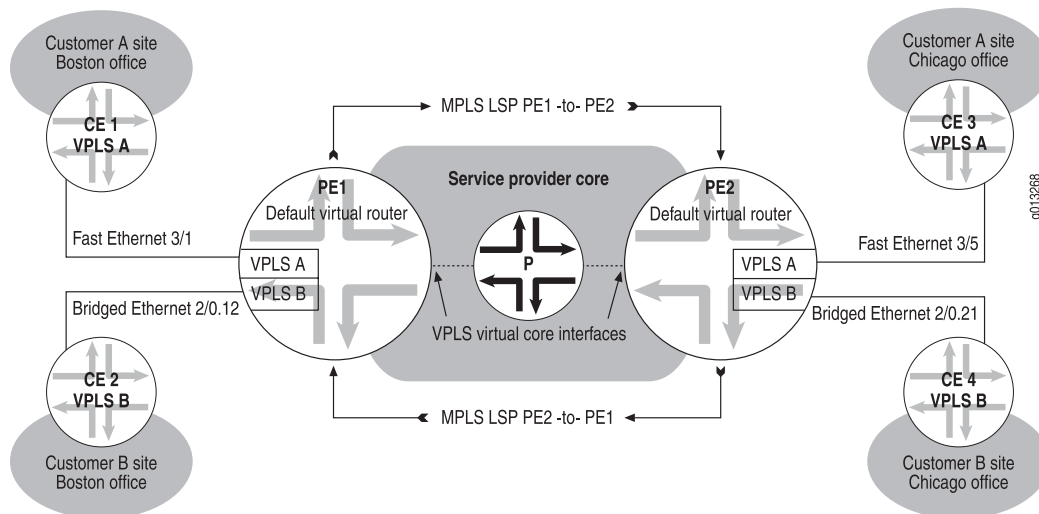 Customer A site
Boston office
CE 1
VPLS A
Customer A site
Chicago office
CE 3
VPLS A
MPLS LSP PE1 -to- PE2
PE1
Default virtual router
Service provider core
PE2
Default virtual router
g013268
Fast Ethernet 3/1
VPLS A
VPLS B
P
VPLS A
VPLS B
Fast Ethernet 3/5
Bridged Ethernet 2/0.12
VPLS virtual core interfaces
Bridged Ethernet 2/0.21
CE 2
VPLS B
MPLS LSP PE2 -to- PE1
CE 4
VPLS B
Customer B site
Boston office
Customer B site
Chicago office